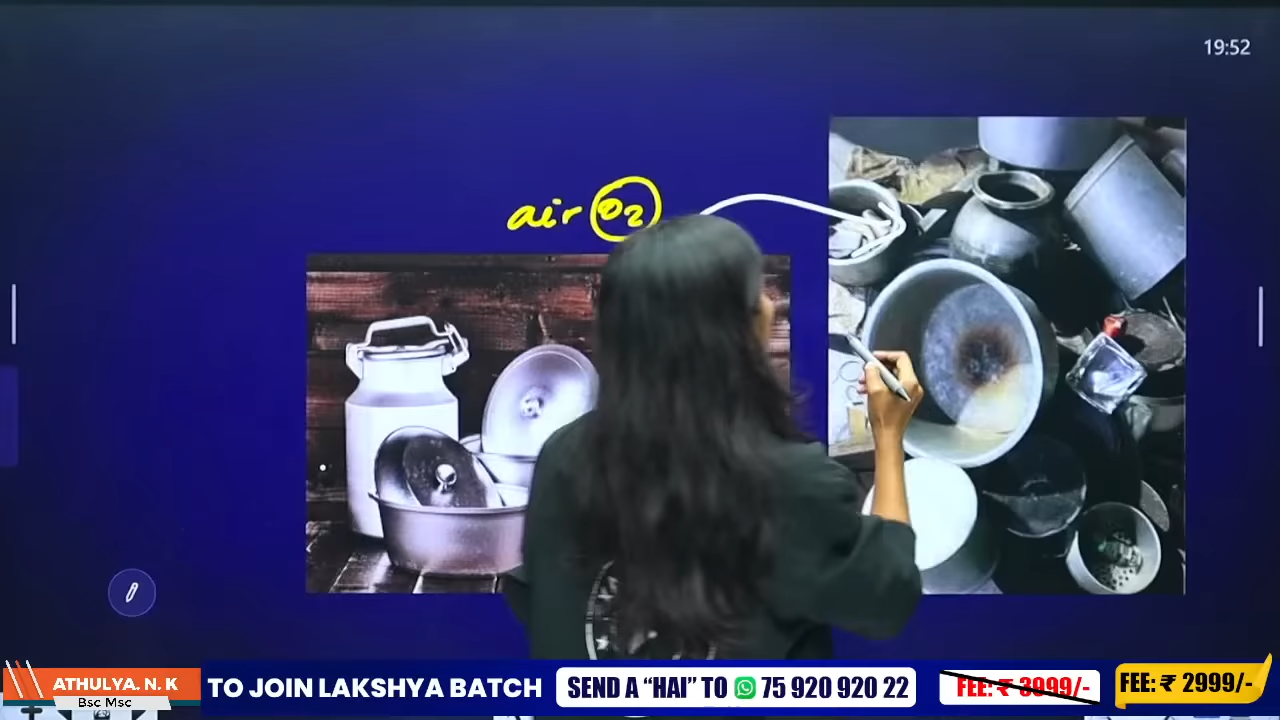 19:52
air O2
ATHULYA. N. K
Bsc Msc
TO JOIN LAKSHYA BATCH
SEND A “HAI” TO 75 920 920 22
FEE: ₹ 3999/-
FEE: ₹ 2999/-